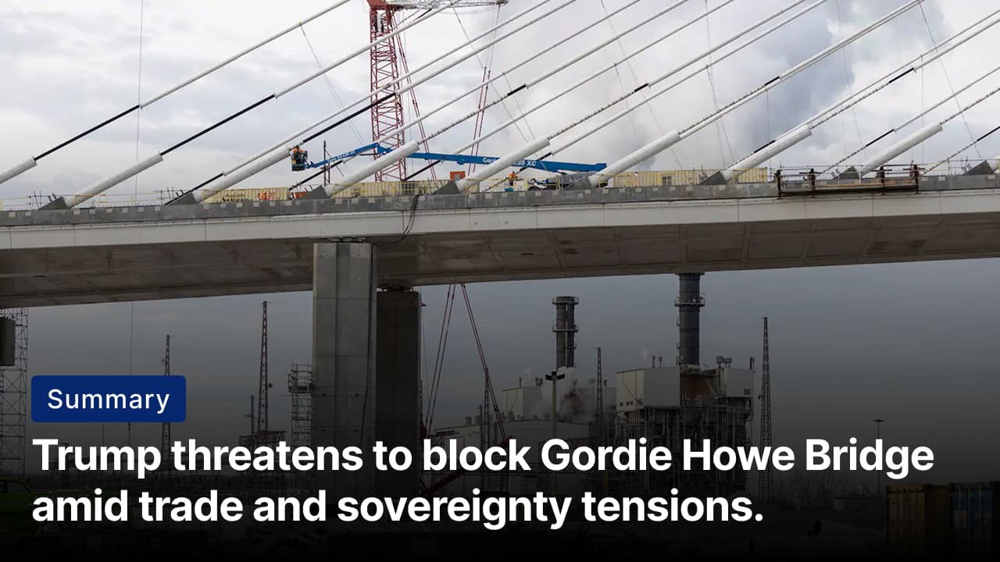 Summary
Trump threatens to block Gordie Howe Bridge
amid trade and sovereignty tensions.